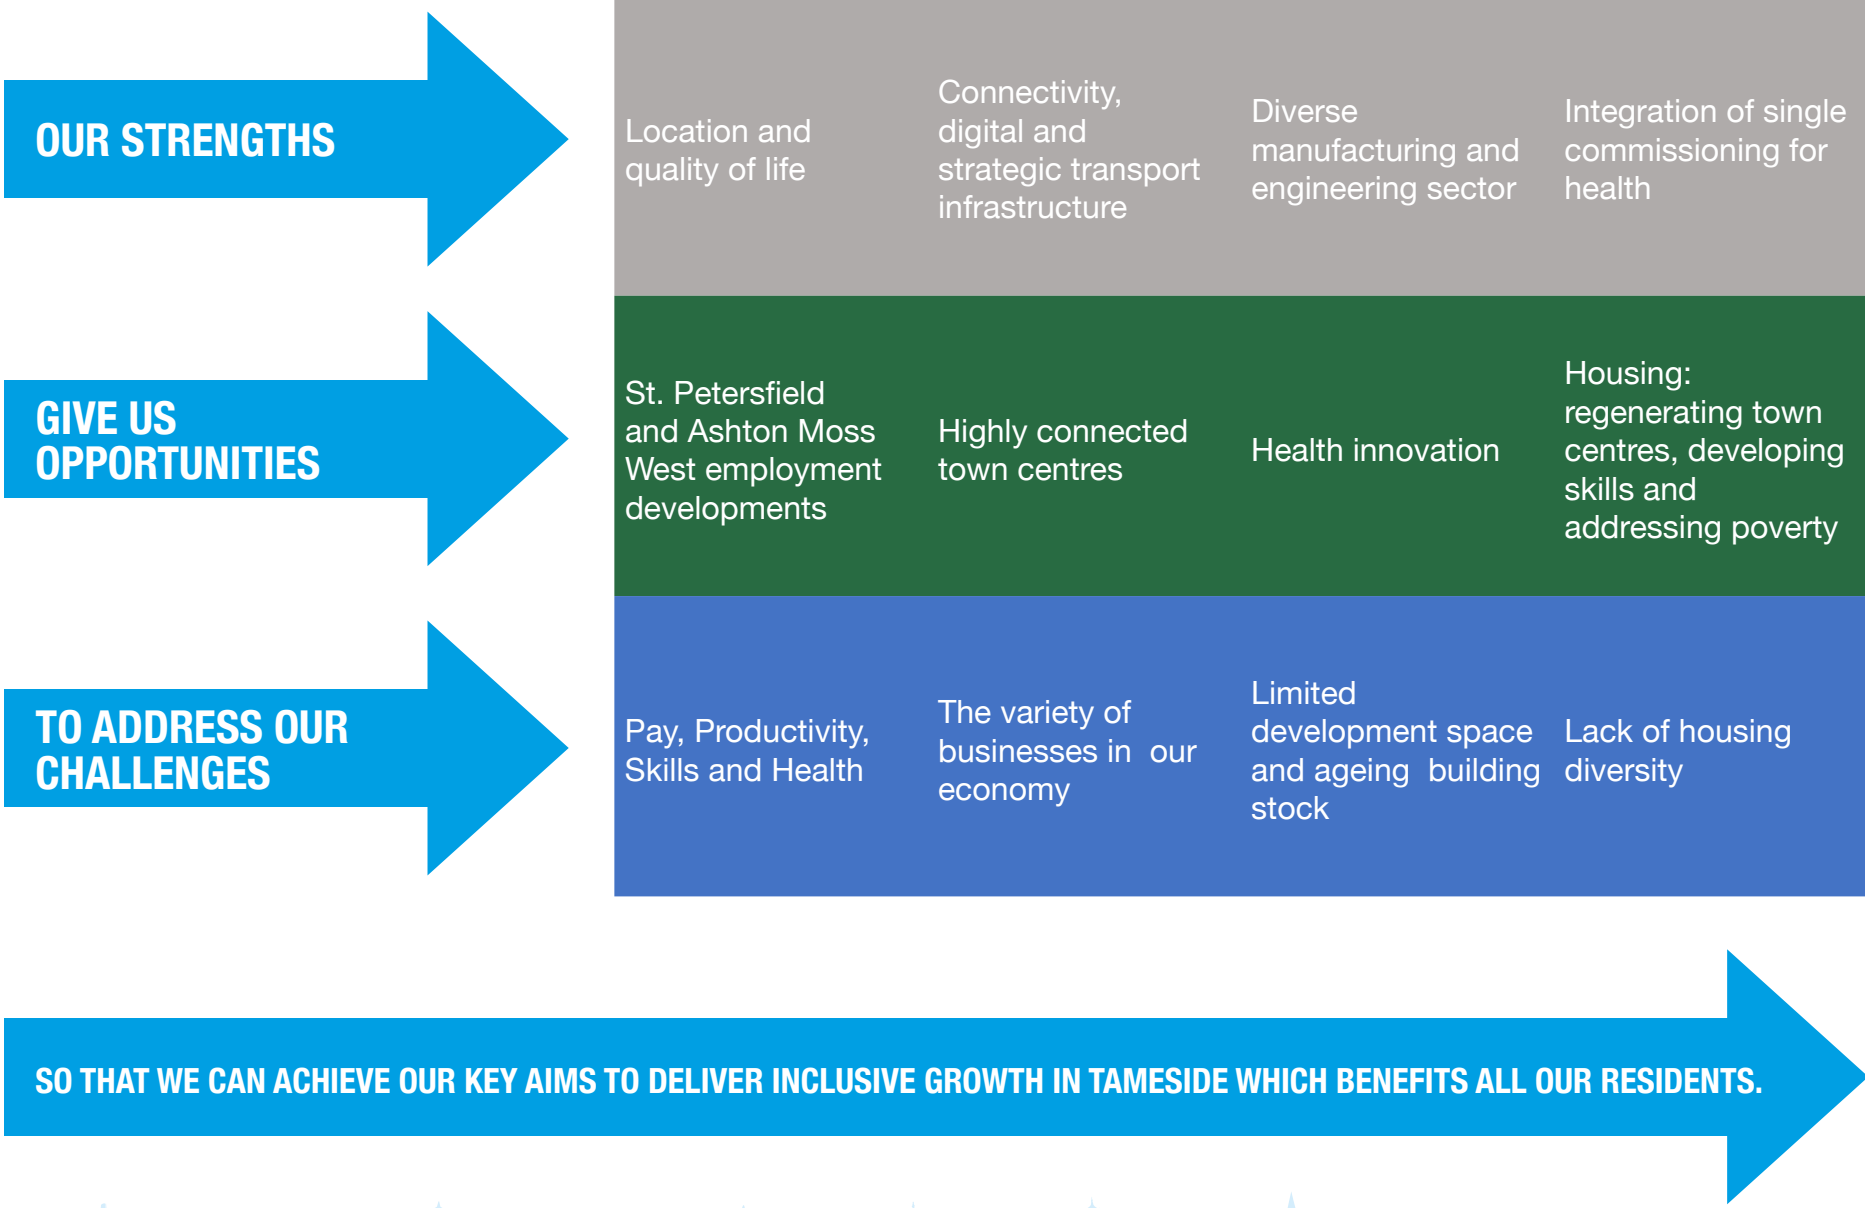 OUR STRENGTHS
Location and
quality of life
Connectivity,
digital and
strategic transport
infrastructure
Diverse
manufacturing and
engineering sector
Integration of single
commissioning for
health
GIVE US
OPPORTUNITIES
St. Petersfield
and Ashton Moss
West employment
developments
Highly connected
town centres
Health innovation
Housing:
regenerating town
centres, developing
skills and
addressing poverty
TO ADDRESS OUR
CHALLENGES
Pay, Productivity,
Skills and Health
The variety of
businesses in  our
economy
Limited
development space
and ageing  building
stock
Lack of housing
diversity
SO THAT WE CAN ACHIEVE OUR KEY AIMS TO DELIVER INCLUSIVE GROWTH IN TAMESIDE WHICH BENEFITS ALL OUR RESIDENTS.